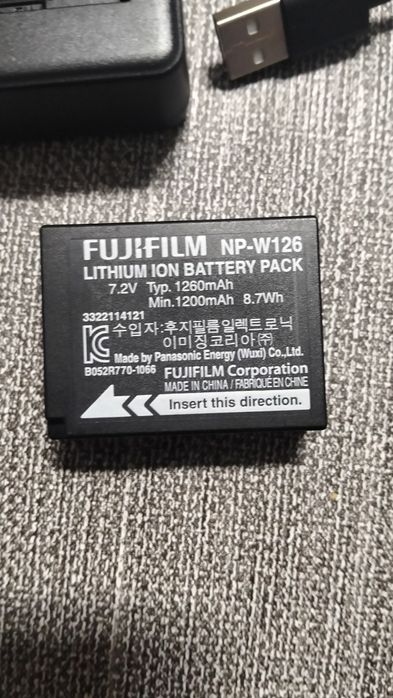 FUJIFILM NP-W126
LITHIUM ION BATTERY PACK
7.2V Typ. 1260mAh
Min.1200mAh 8.7Wh
3322114121
수입자:후지필름일렉트로닉
이미징코리아㈜
Made by Panasonic Energy (Wuxi) Co.,Ltd.
B052R770-1066 FUJIFILM Corporation
MADE IN CHINA / FABRIQUÉ EN CHINE
Insert this direction.